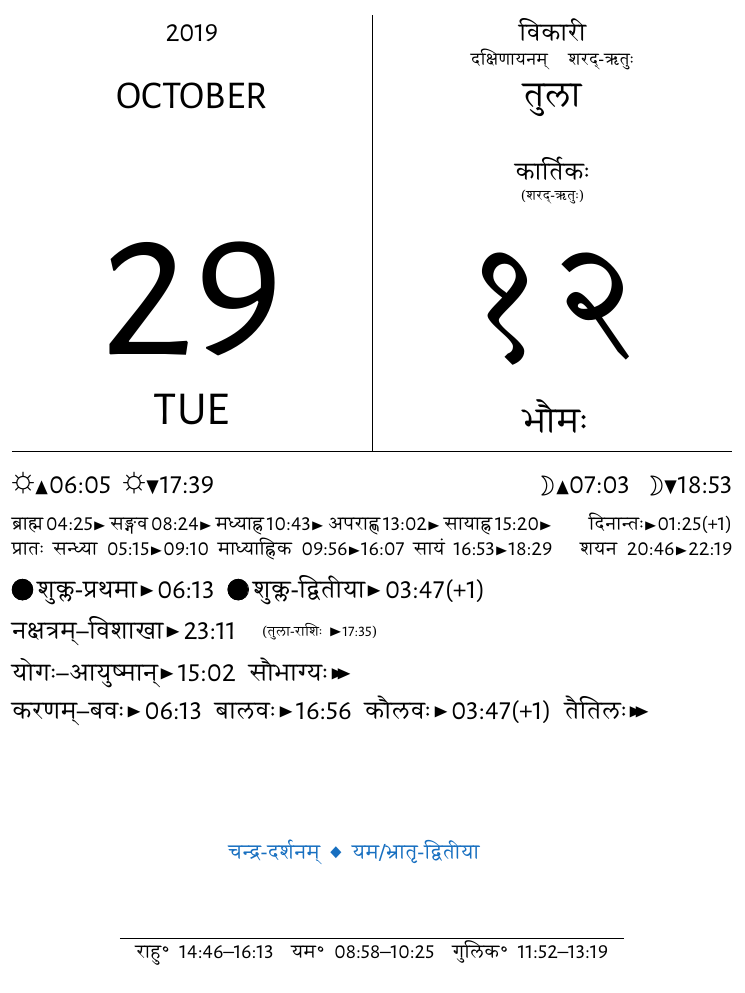 2019
OCTOBER
29
TUE
विकारी
दक्षिणायनम् शरद्-ऋतुः
तुला
कार्तिकः
(शरद्-ऋतुः)
१२
भौमः
☼▲06:05 ☼▼17:39 ☽▲07:03 ☽▼18:53
ब्राह्म 04:25► सङ्गव 08:24► मध्याह्न 10:43► अपराह्ण 13:02► सायाह्न 15:20► दिनान्तः►01:25(+1)
प्रातः सन्ध्या 05:15►09:10 माध्याह्निक 09:56►16:07 सायं 16:53►18:29 शयन 20:46►22:19
●शुक्ल-प्रथमा►06:13 ●शुक्ल-द्वितीया►03:47(+1)
नक्षत्रम्–विशाखा►23:11 (तुला-राशिः ►17:35)
योगः–आयुष्मान्►15:02 सौभाग्यः►►
करणम्–बवः►06:13 बालवः►16:56 कौलवः►03:47(+1) तैतिलः►►
चन्द्र-दर्शनम् ◆ यम/भ्रातृ-द्वितीया
राहु॰ 14:46–16:13 यम॰ 08:58–10:25 गुलिक॰ 11:52–13:19